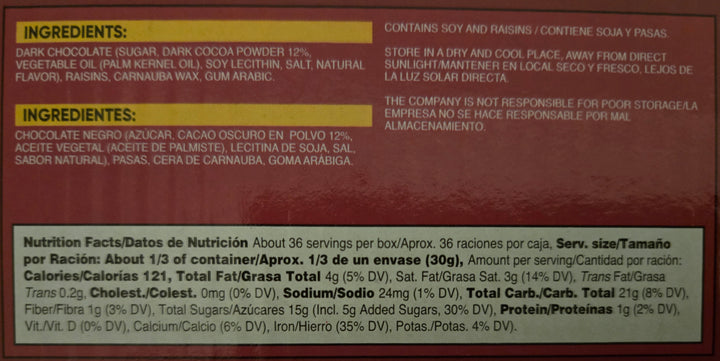 INGREDIENTS:
DARK CHOCOLATE (SUGAR, DARK COCOA POWDER 12%,
VEGETABLE OIL (PALM KERNEL OIL), SOY LECITHIN, SALT, NATURAL
FLAVOR), RAISINS, CARNAUBA WAX, GUM ARABIC.
INGREDIENTES:
CHOCOLATE NEGRO (AZÚCAR, CACAO OSCURO EN POLVO 12%,
ACEITE VEGETAL (ACEITE DE PALMISTE), LECITINA DE SOJA, SAL,
SABOR NATURAL), PASAS, CERA DE CARNAUBA, GOMA ARÁBIGA.
CONTAINS SOY AND RAISINS / CONTIENE SOJA Y PASAS.
STORE IN A DRY AND COOL PLACE, AWAY FROM DIRECT
SUNLIGHT/MANTENER EN LOCAL SECO Y FRESCO, LEJOS DE
LA LUZ SOLAR DIRECTA.
THE COMPANY IS NOT RESPONSIBLE FOR POOR STORAGE/LA
EMPRESA NO SE HACE RESPONSABLE POR MAL
ALMACENAMIENTO.
Nutrition Facts/Datos de Nutrición About 36 servings per box/Aprox. 36 raciones por caja, Serv. size/Tamaño
por Ración: About 1/3 of container/Aprox. 1/3 de un envase (30g), Amount per serving/Cantidad por ración:
Calories/Calorías 121, Total Fat/Grasa Total 4g (5% DV), Sat. Fat/Grasa Sat. 3g (14% DV), Trans Fat/Grasa
Trans 0.2g, Cholest./Colest. 0mg (0% DV), Sodium/Sodio 24mg (1% DV), Total Carb./Carb. Total 21g (8% DV),
Fiber/Fibra 1g (3% DV), Total Sugars/Azúcares 15g (Incl. 5g Added Sugars, 30% DV), Protein/Proteínas 1g (2% DV),
Vit./Vit. D (0% DV), Calcium/Calcio (6% DV), Iron/Hierro (35% DV), Potas./Potas. 4% DV).